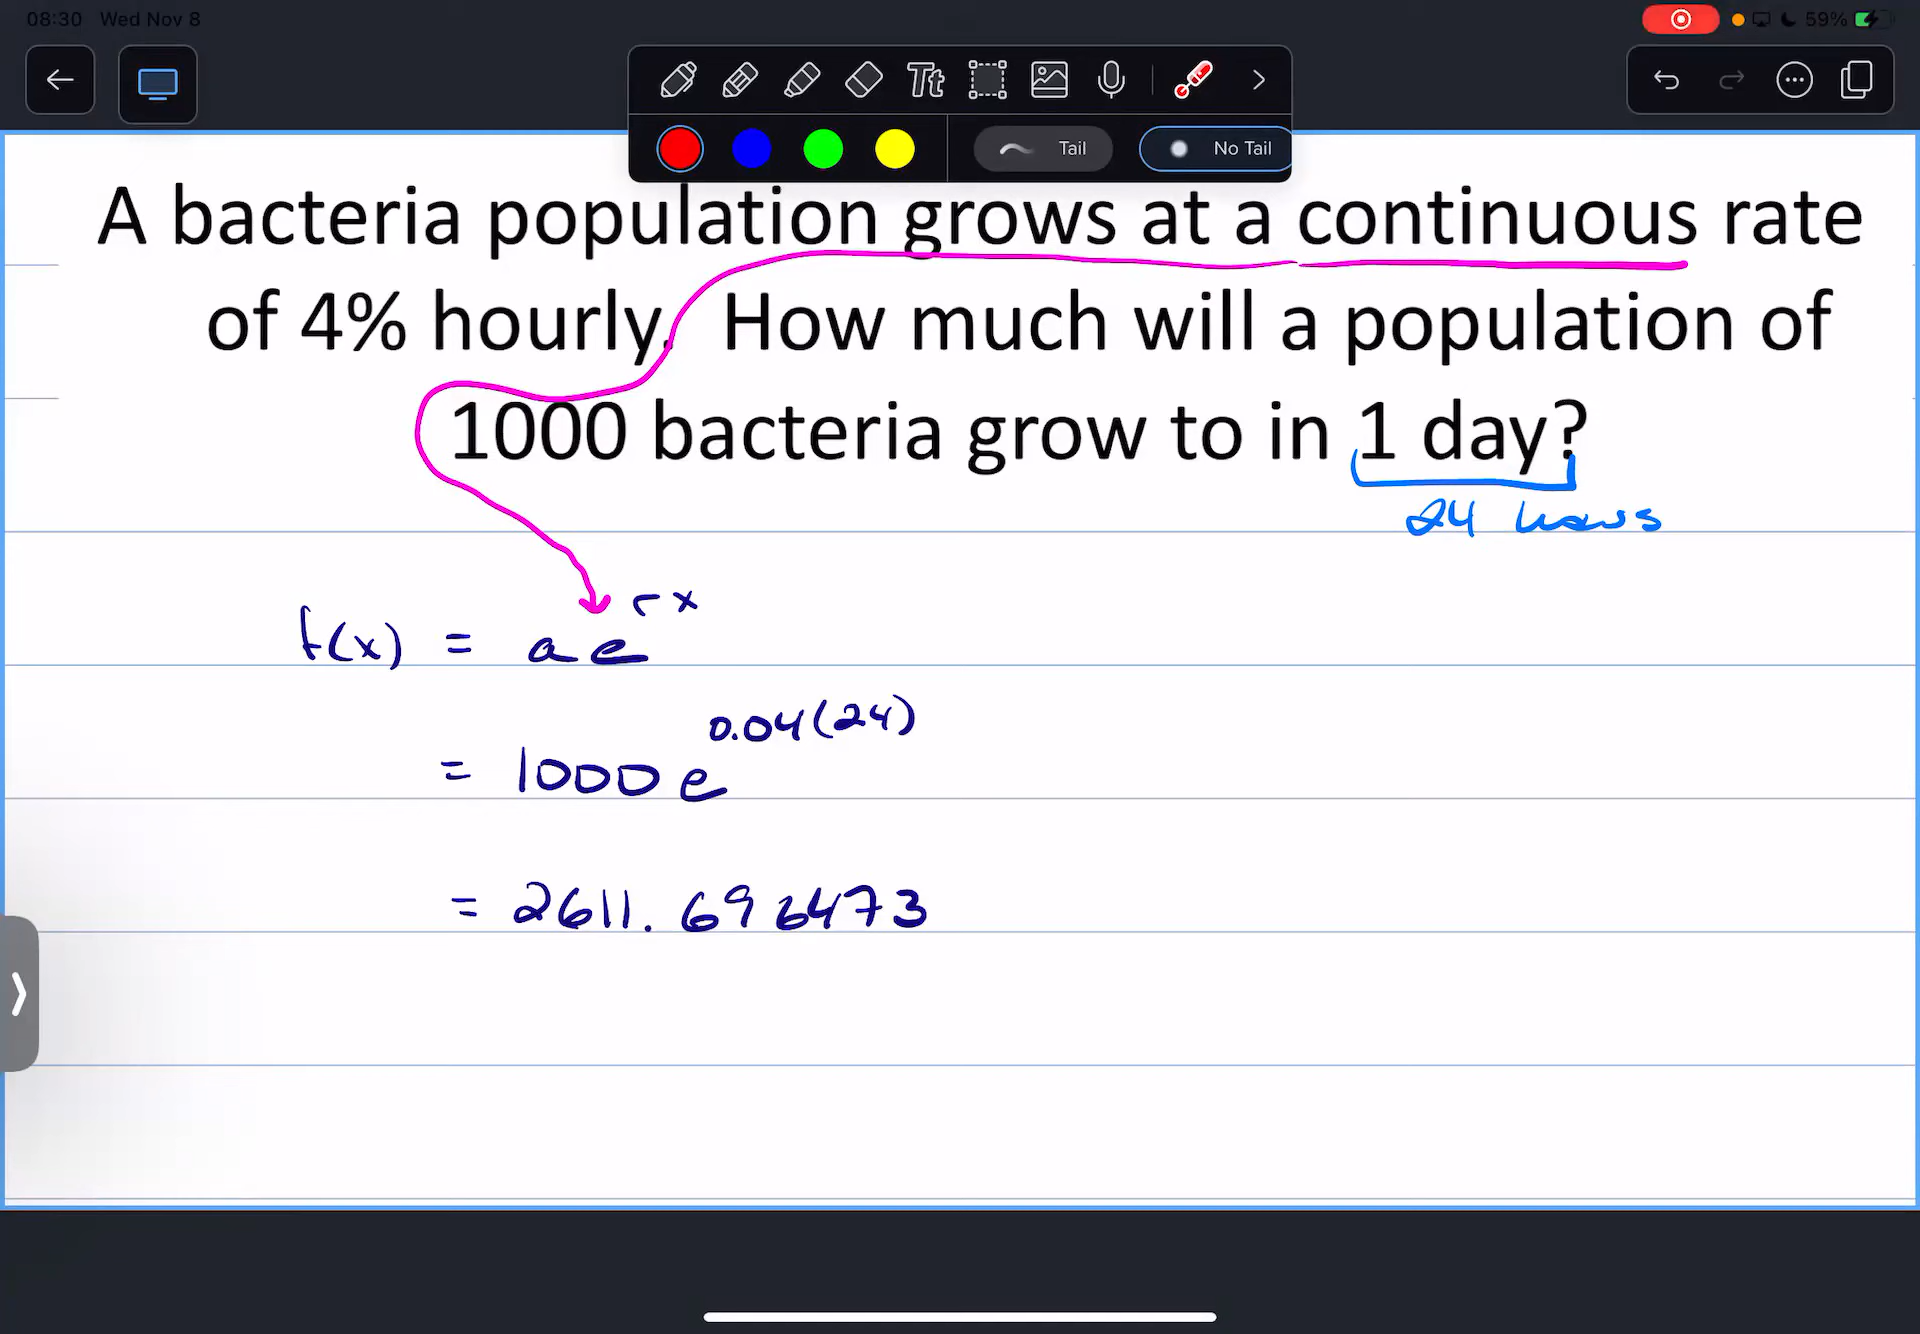 08:30 Wed Nov 8
59%
Tt
Tail No Tail
A bacteria population grows at a continuous rate
of 4% hourly. How much will a population of
1000 bacteria grow to in 1 day?
24 hours
f(x) = ae^{rx}
= 1000e^{0.04(24)}
= 2611.696473